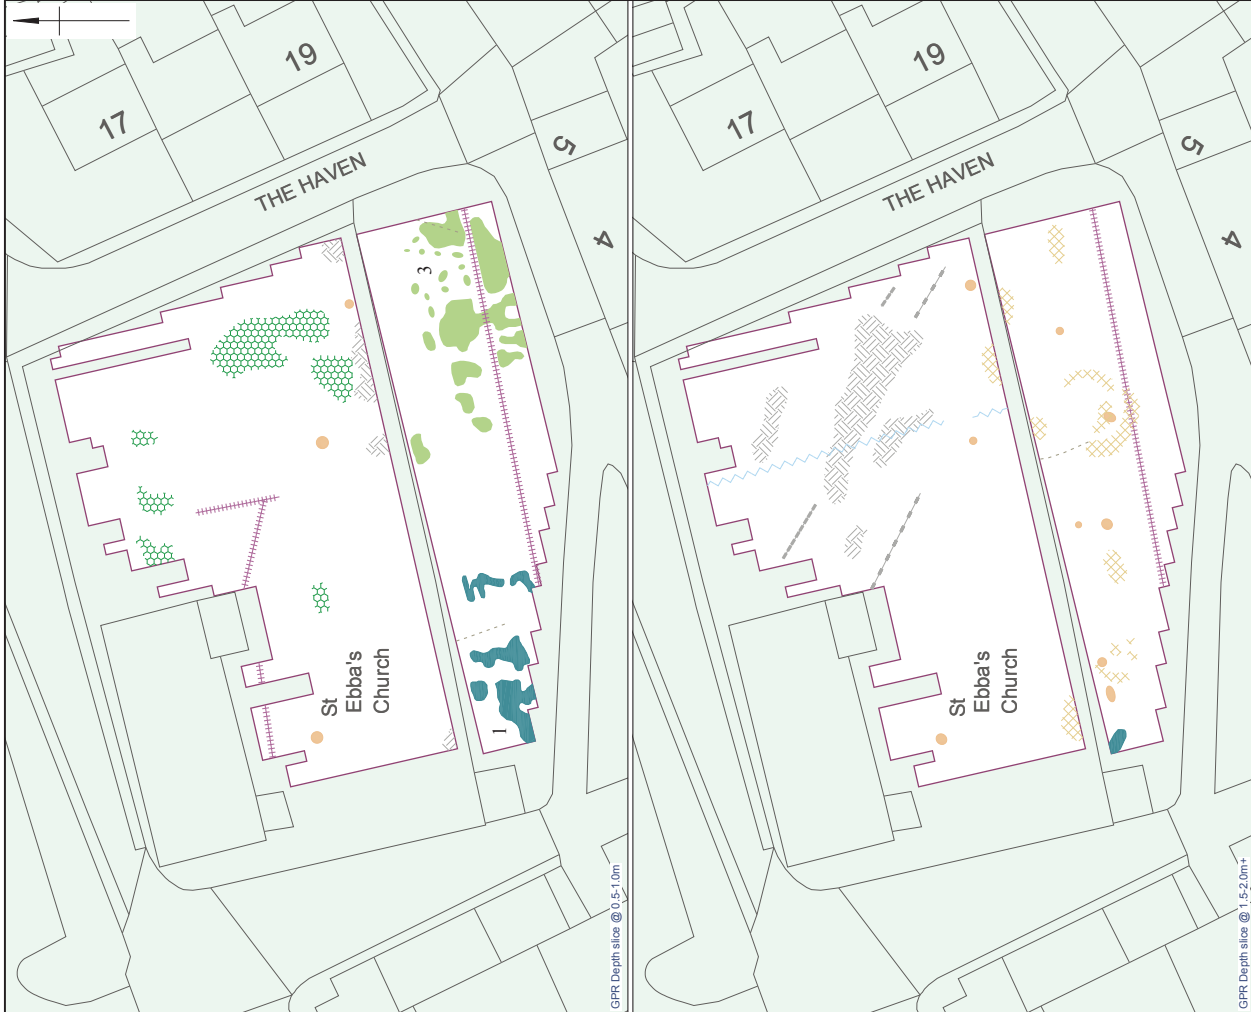 17
19
THE HAVEN
5
4
3
St
Ebba's
Church
1
GPR Depth slice @ 0.5-1.0m
17
19
THE HAVEN
5
4
St
Ebba's
Church
GPR Depth slice @ 1.5-2.0m+